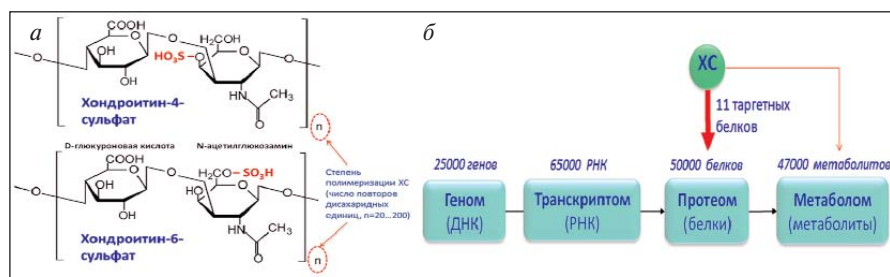 а
COOH
H₂COH
O
HO₃S
OH
OH
NH
CH₃
O
n
Хондроитин-4-
сульфат
D-глюкуроновая кислота
N-ацетилглюкозамин
COOH
H₂CO-SO₃H
HO
OH
OH
NH
CH₃
O
n
Хондроитин-6-
сульфат
Степень
полимеризации ХС
(число повторов
дисахаридных
единиц, n=20...200)
б
ХС
11 таргетных
белков
25000 генов
65000 РНК
50000 белков
47000 метаболитов
Геном
(ДНК)
Транскриптом
(РНК)
Протеом
(белки)
Метаболом
(метаболиты)